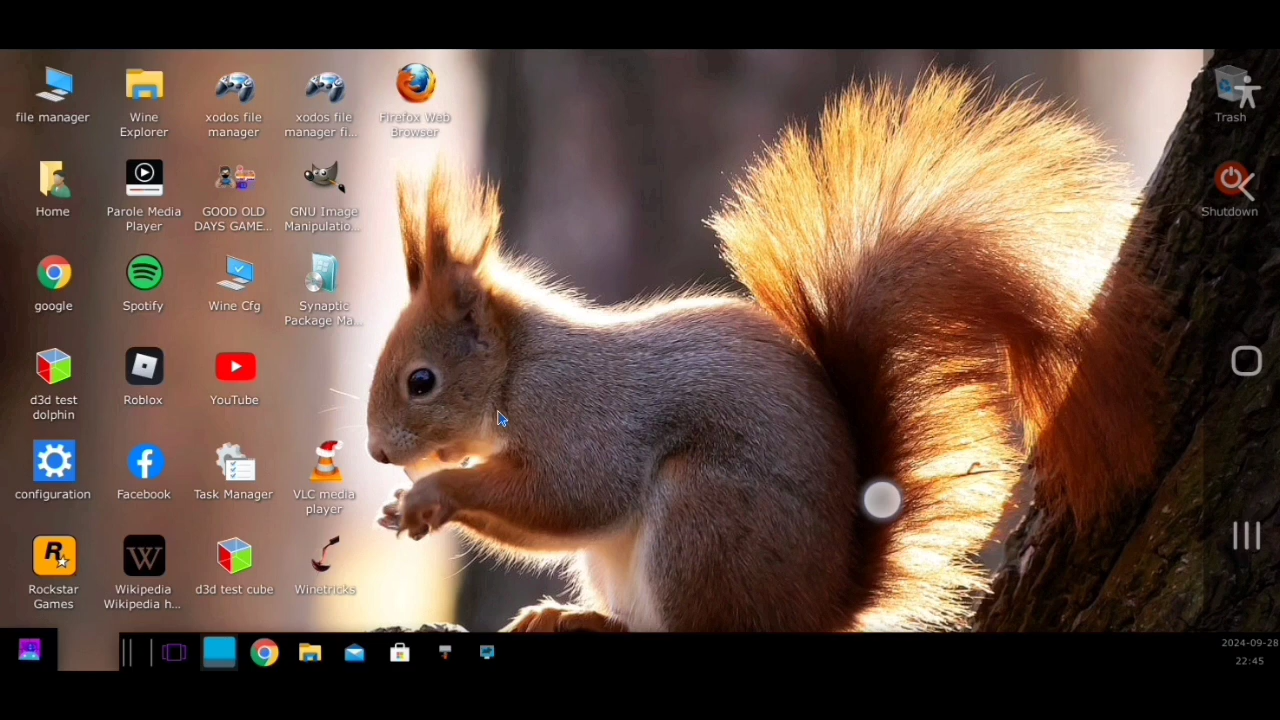 file manager
Wine
Explorer
xodos file
manager
xodos file
manager fi...
Firefox Web
Browser
Trash
Home
Parole Media
Player
GOOD OLD
DAYS GAME...
GNU Image
Manipulatio...
Shutdown
google
Spotify
Wine Cfg
Synaptic
Package Ma...
d3d test
dolphin
Roblox
YouTube
configuration
Facebook
Task Manager
VLC media
player
Rockstar
Games
Wikipedia
Wikipedia h...
d3d test cube
Winetricks
2024-09-28
22:45